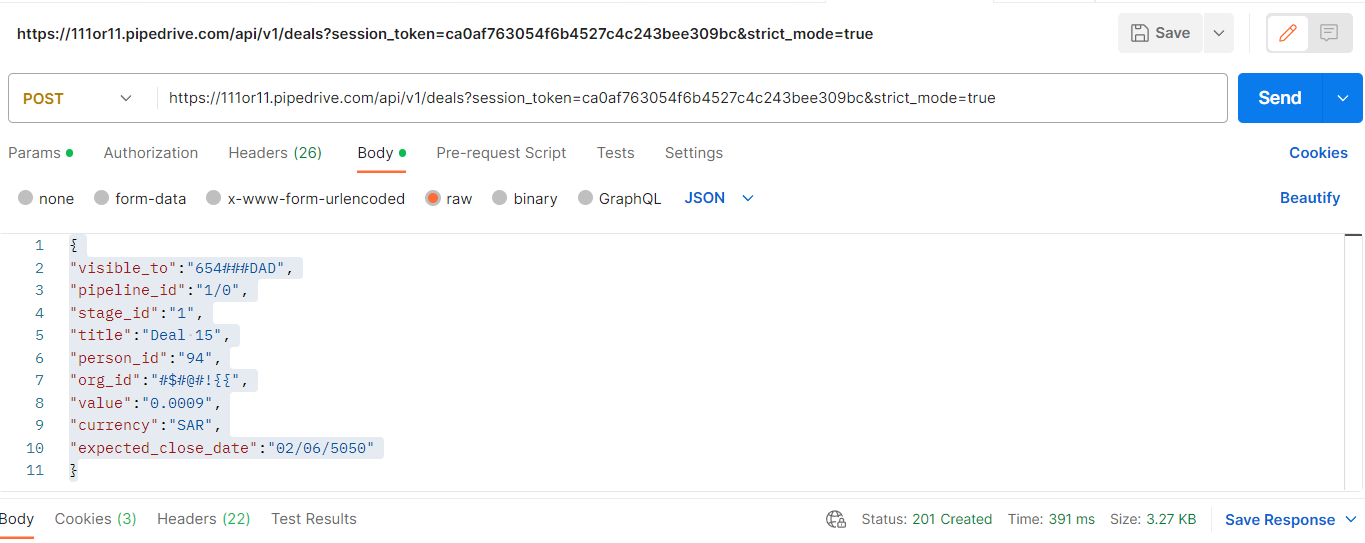 https://111or11.pipedrive.com/api/v1/deals?session_token=ca0af763054f6b4527c4c243bee309bc&strict_mode=true
Save
POST
https://111or11.pipedrive.com/api/v1/deals?session_token=ca0af763054f6b4527c4c243bee309bc&strict_mode=true
Send
Params Authorization Headers (26) Body Pre-request Script Tests Settings Cookies
none form-data x-www-form-urlencoded raw binary GraphQL JSON Beautify
1 {
2 "visible_to":"654###DAD",
3 "pipeline_id":"1/0",
4 "stage_id":"1",
5 "title":"Deal 15",
6 "person_id":"94",
7 "org_id":"#$#@#!{{",
8 "value":"0.0009",
9 "currency":"SAR",
10 "expected_close_date":"02/06/5050"
11 }
Body Cookies (3) Headers (22) Test Results Status: 201 Created Time: 391 ms Size: 3.27 KB Save Response